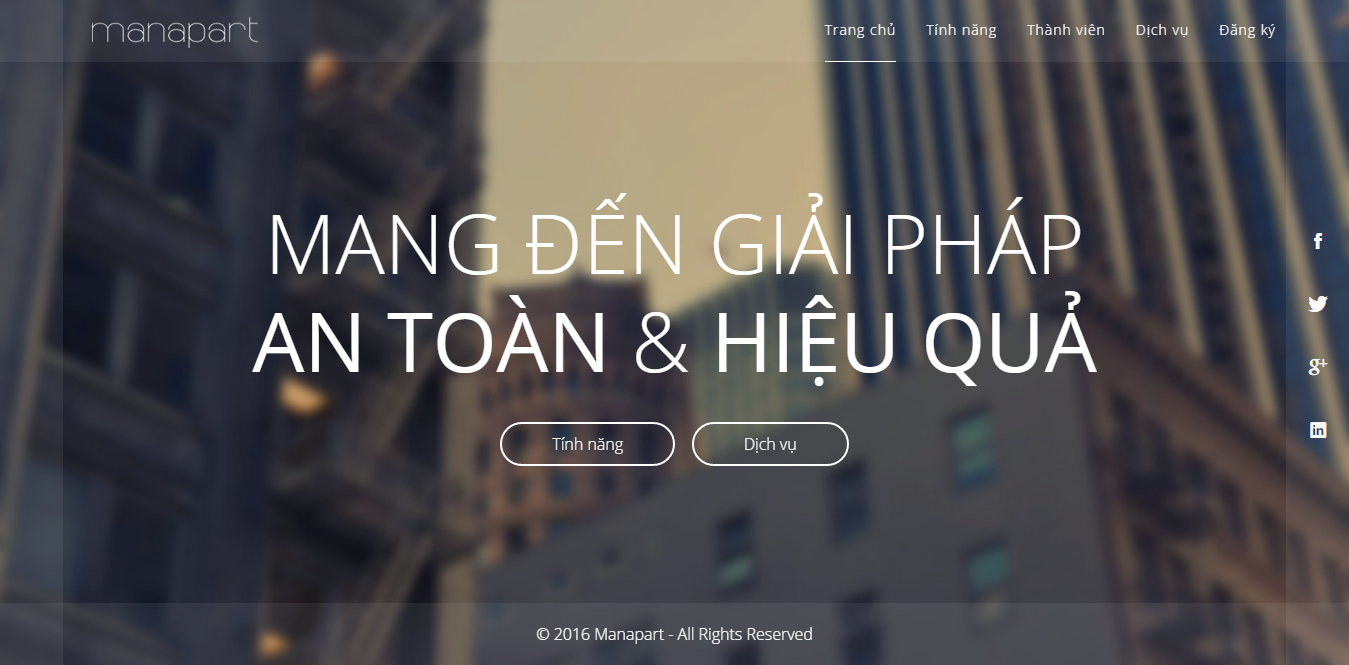 manapart
Trang chủ Tính năng Thành viên Dịch vụ Đăng ký
MANG ĐẾN GIẢI PHÁP
AN TOÀN & HIỆU QUẢ
Tính năng Dịch vụ
© 2016 Manapart - All Rights Reserved